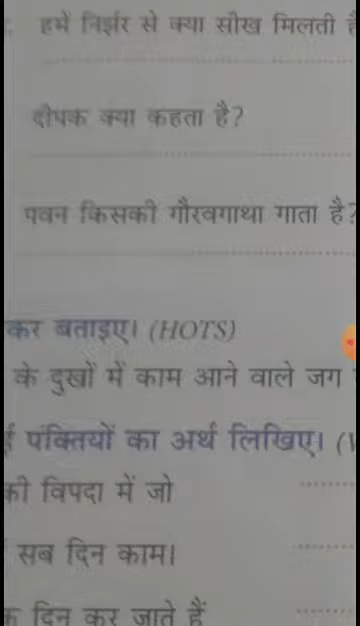 हमें निर्झर से क्या सीख मिलती
दीपक क्या कहता है?
पवन किसकी गौरवगाथा गाता है?
कर बताइए। (HOTS)
के दुखों में काम आने वाले जग
पंक्तियों का अर्थ लिखिए।
की विपदा में जो
सब दिन काम।
दिन कर जाते हैं